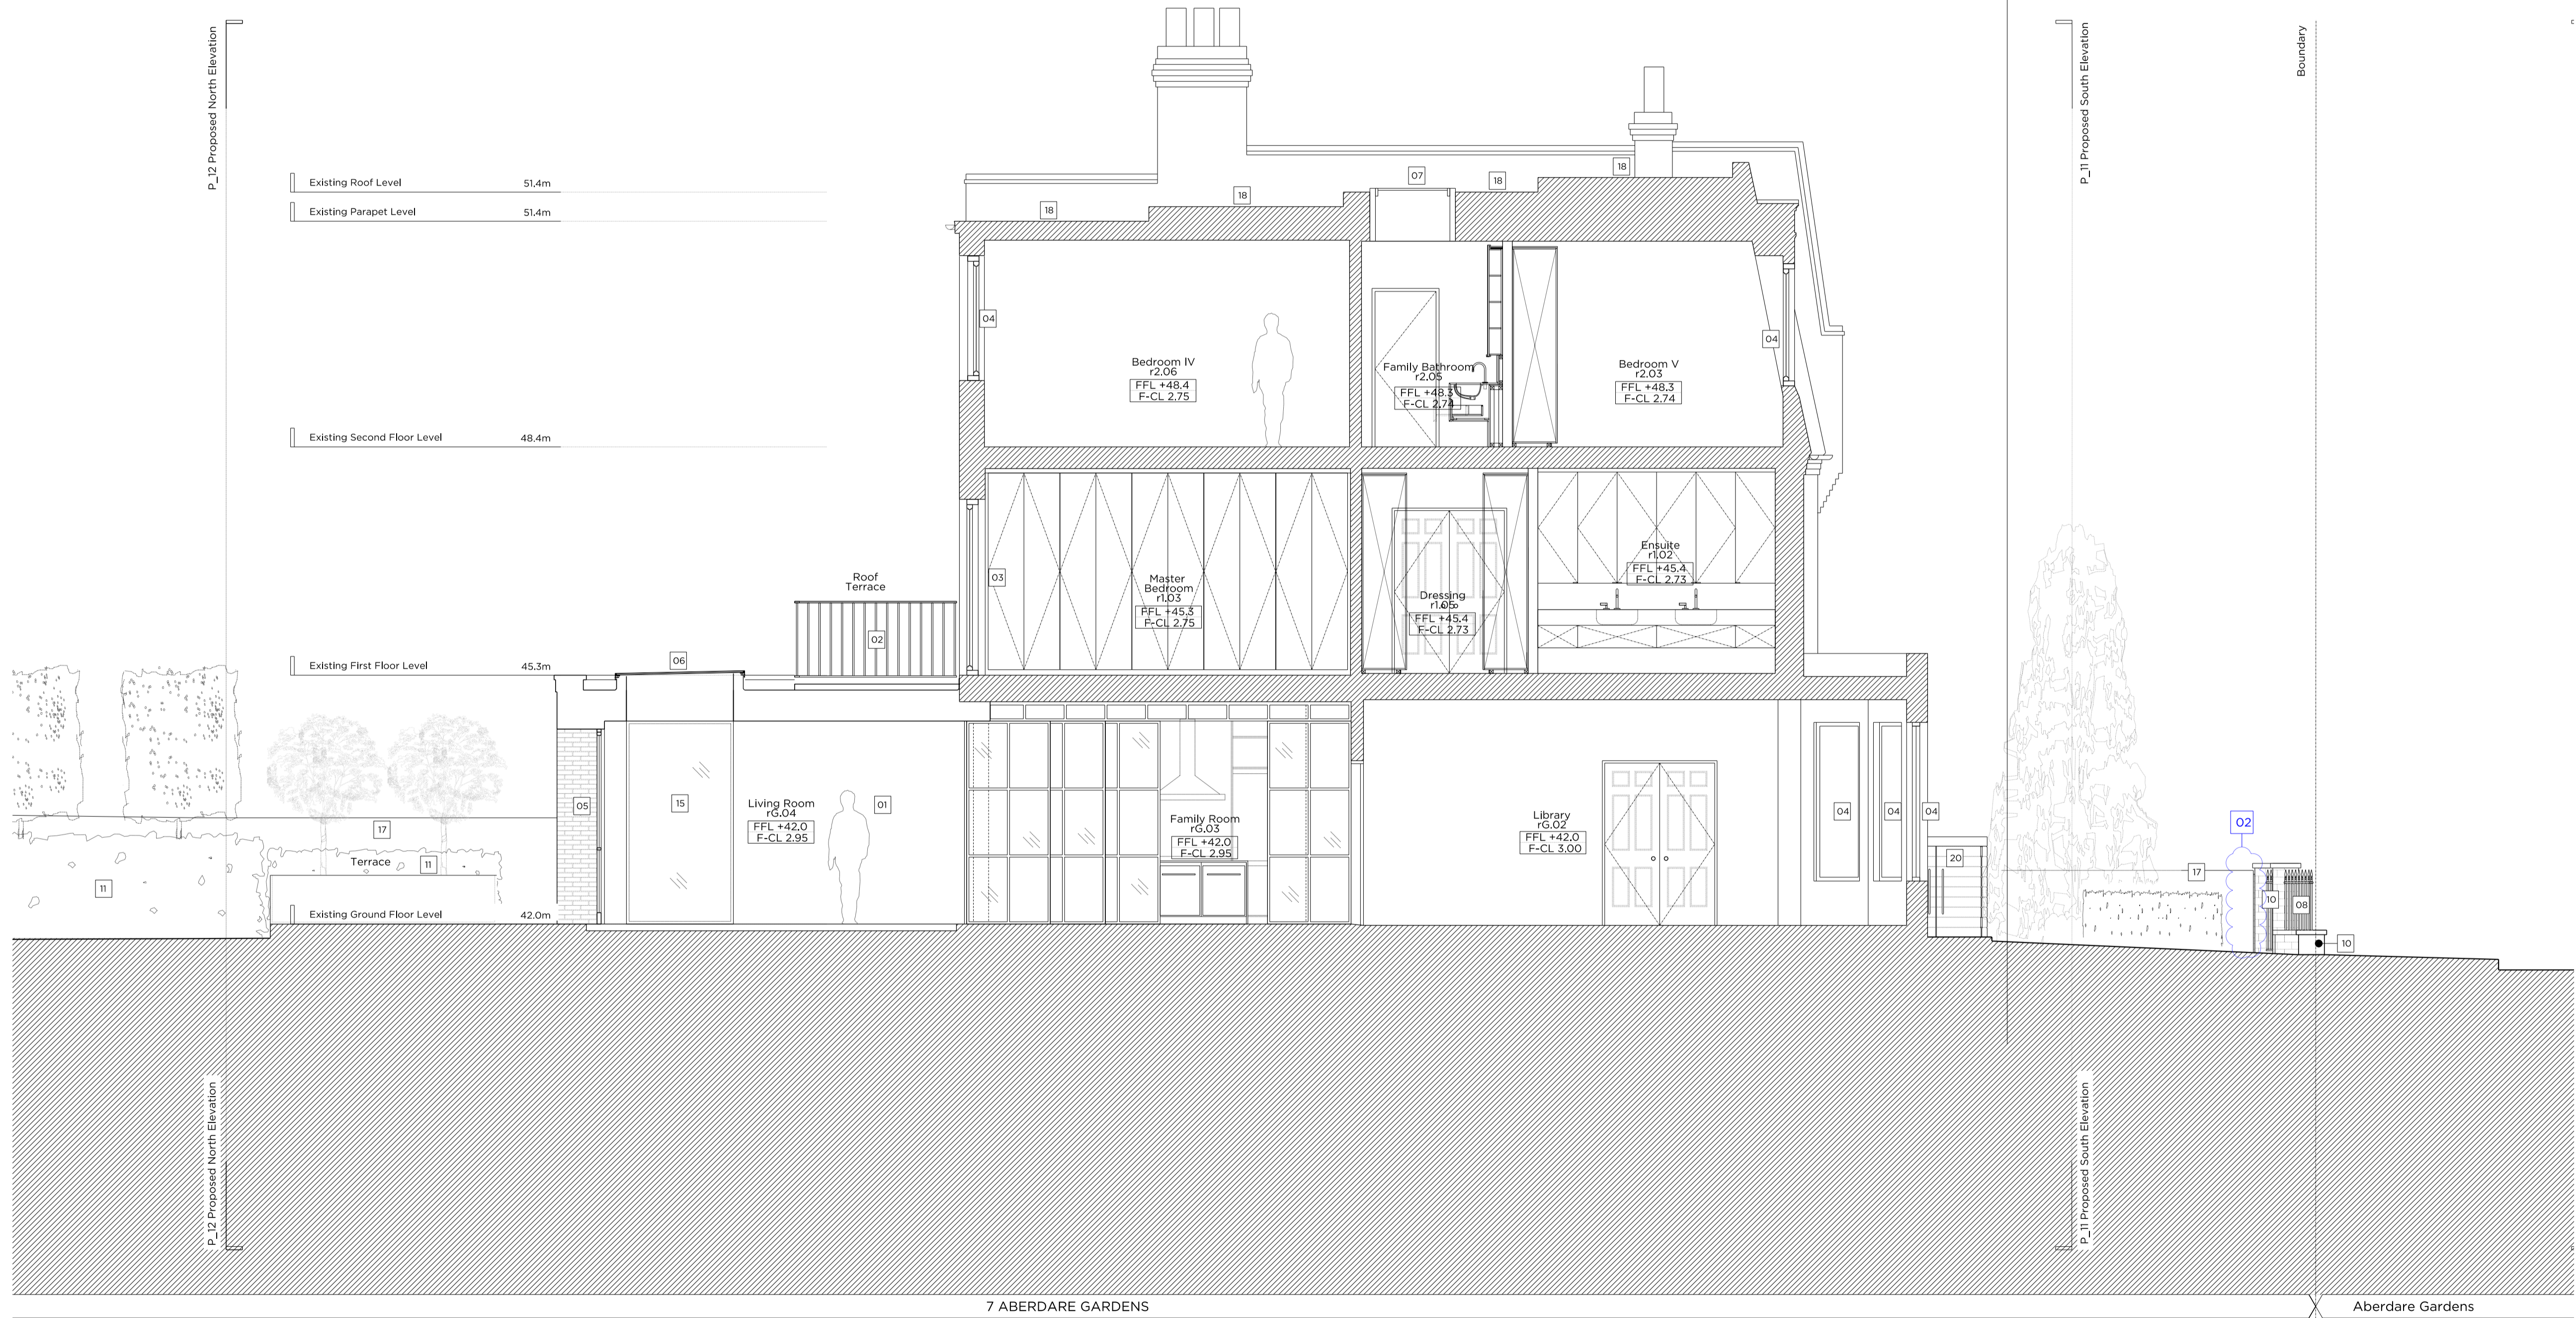 P_12 Proposed North Elevation
P_11 Proposed South Elevation
Boundary
Existing Roof Level 51.4m
Existing Parapet Level 51.4m
18
18
07
18
18
04
Bedroom IV
r2.06
FFL +48.4
F-CL 2.75
Family Bathroom
r2.05
FFL +48.3
F-CL 2.74
Bedroom V
r2.03
FFL +48.3
F-CL 2.74
04
Existing Second Floor Level 48.4m
Roof
Terrace
02
03
Master
Bedroom
r1.03
FFL +45.3
F-CL 2.75
Dressing
r1.05
FFL +45.4
F-CL 2.73
Ensuite
r1.02
FFL +45.4
F-CL 2.73
Existing First Floor Level 45.3m
06
05
15
Living Room
rG.04
FFL +42.0
F-CL 2.95
01
Family Room
rG.03
FFL +42.0
F-CL 2.95
Library
rG.02
FFL +42.0
F-CL 3.00
04
04
04
02
17
Terrace
11
11
20
17
10
08
10
Existing Ground Floor Level 42.0m
P_12 Proposed North Elevation
P_11 Proposed South Elevation
7 ABERDARE GARDENS
Aberdare Gardens